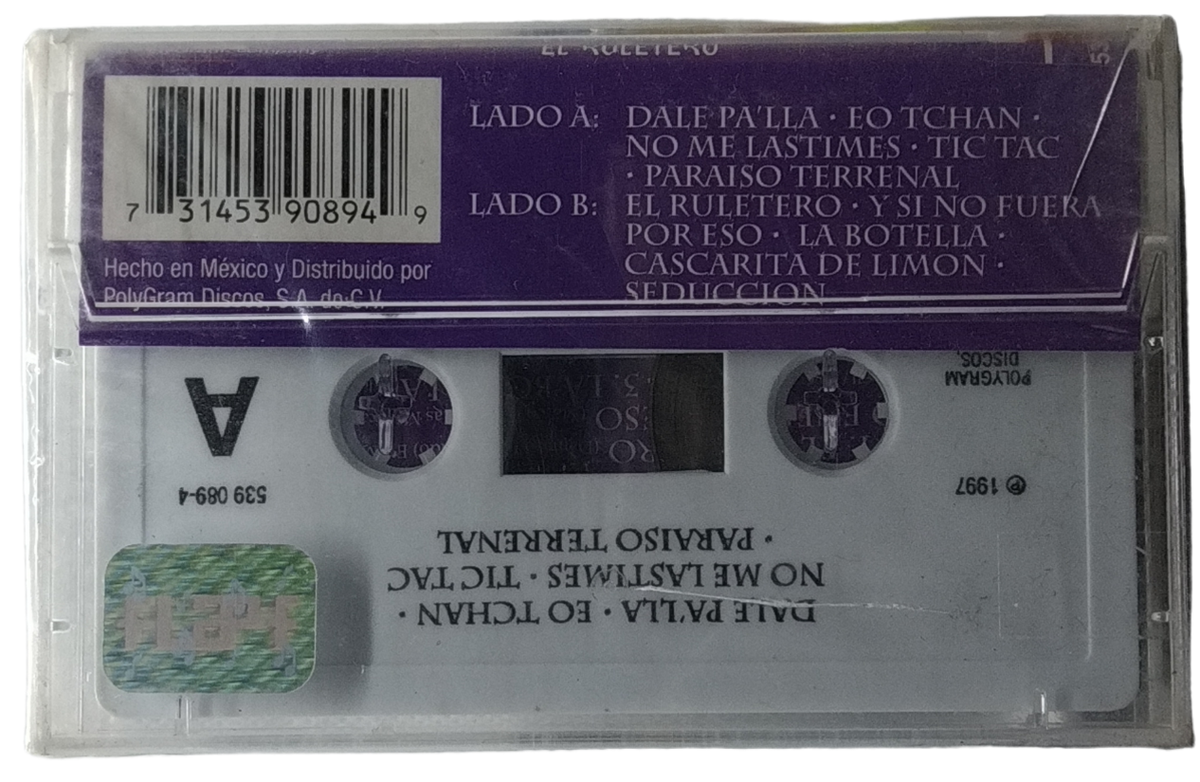 EL RULETERO
7 31453 90894 9
Hecho en México y Distribuido por
PolyGram Discos, S.A. de C.V.
LADO A: DALE PA'LLA · EO TCHAN ·
NO ME LASTIMES · TIC TAC
· PARAISO TERRENAL
LADO B: EL RULETERO · Y SI NO FUERA
POR ESO · LA BOTELLA ·
CASCARITA DE LIMON ·
SEDUCCION
DALE PA'LLA · EO TCHAN ·
NO ME LASTIMES · TIC TAC
· PARAISO TERRENAL
℗ 1997
539 089-4
A
POLYGRAM
DISCOS,